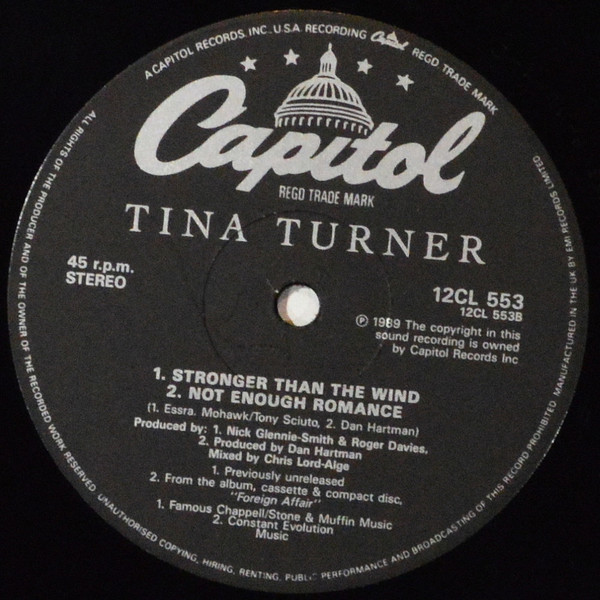 A CAPITOL RECORDS INC. U.S.A RECORDING Capitol REGD TRADE MARK
Capitol
REGD TRADE MARK
TINA TURNER
45 r.p.m.
STEREO
12CL 553
12CL 553B
℗ 1989 The copyright in this
sound recording is owned
by Capitol Records Inc
1. STRONGER THAN THE WIND
2. NOT ENOUGH ROMANCE
(1. Essra. Mohawk/Tony Sciuto, 2. Dan Hartman)
Produced by: 1. Nick Glennie-Smith & Roger Davies,
2. Produced by Dan Hartman
Mixed by Chris Lord-Alge
1. Previously unreleased
2. From the album, cassette & compact disc,
"Foreign Affair"
1. Famous Chappell/Stone & Muffin Music
2. Constant Evolution
Music
ALL RIGHTS OF THE PRODUCER AND OF THE OWNER OF THE RECORDED WORK RESERVED. UNAUTHORISED COPYING, HIRING, RENTING, PUBLIC PERFORMANCE AND BROADCASTING OF THIS RECORD PROHIBITED. MANUFACTURED IN THE UK BY EMI RECORDS LIMITED